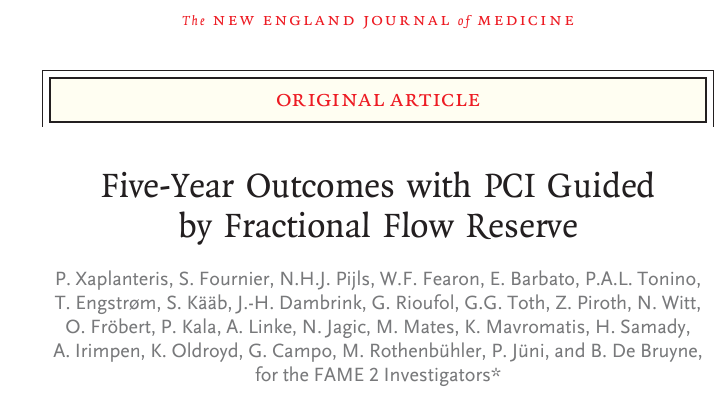 The NEW ENGLAND JOURNAL of MEDICINE
ORIGINAL ARTICLE
Five-Year Outcomes with PCI Guided
by Fractional Flow Reserve
P. Xaplanteris, S. Fournier, N.H.J. Pijls, W.F. Fearon, E. Barbato, P.A.L. Tonino,
T. Engstrøm, S. Kääb, J.-H. Dambrink, G. Rioufol, G.G. Toth, Z. Piroth, N. Witt,
O. Fröbert, P. Kala, A. Linke, N. Jagic, M. Mates, K. Mavromatis, H. Samady,
A. Irimpen, K. Oldroyd, G. Campo, M. Rothenbühler, P. Jüni, and B. De Bruyne,
for the FAME 2 Investigators*